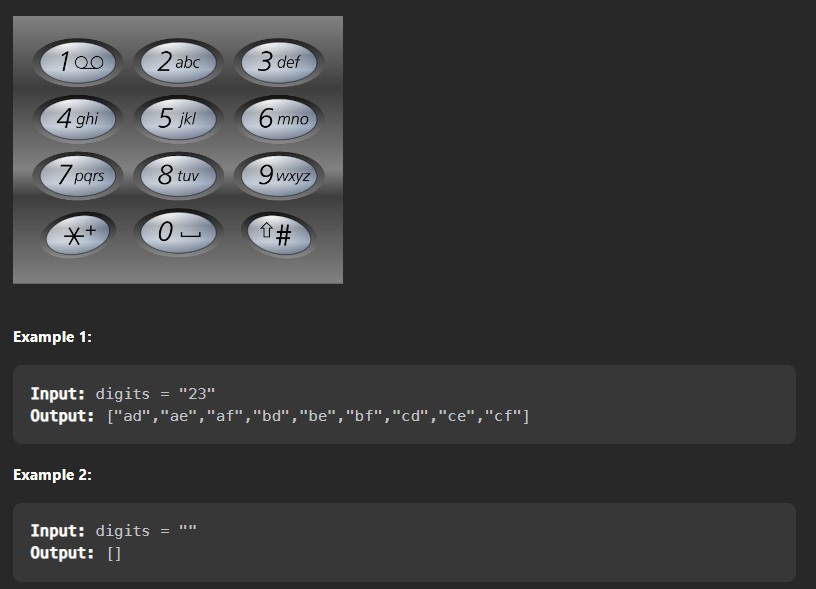 1 2 abc 3 def
4 ghi 5 jkl 6 mno
7 pqrs 8 tuv 9 wxyz
*+ 0 #
Example 1:
Input: digits = "23"
Output: ["ad","ae","af","bd","be","bf","cd","ce","cf"]
Example 2:
Input: digits = ""
Output: []